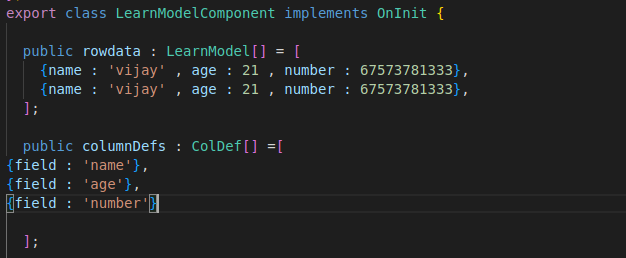 export class LearnModelComponent implements OnInit {
public rowdata : LearnModel[] = [
{name : 'vijay' , age : 21 , number : 67573781333},
{name : 'vijay' , age : 21 , number : 67573781333},
];
public columnDefs : ColDef[] =[
{field : 'name'},
{field : 'age'},
{field : 'number'}
];